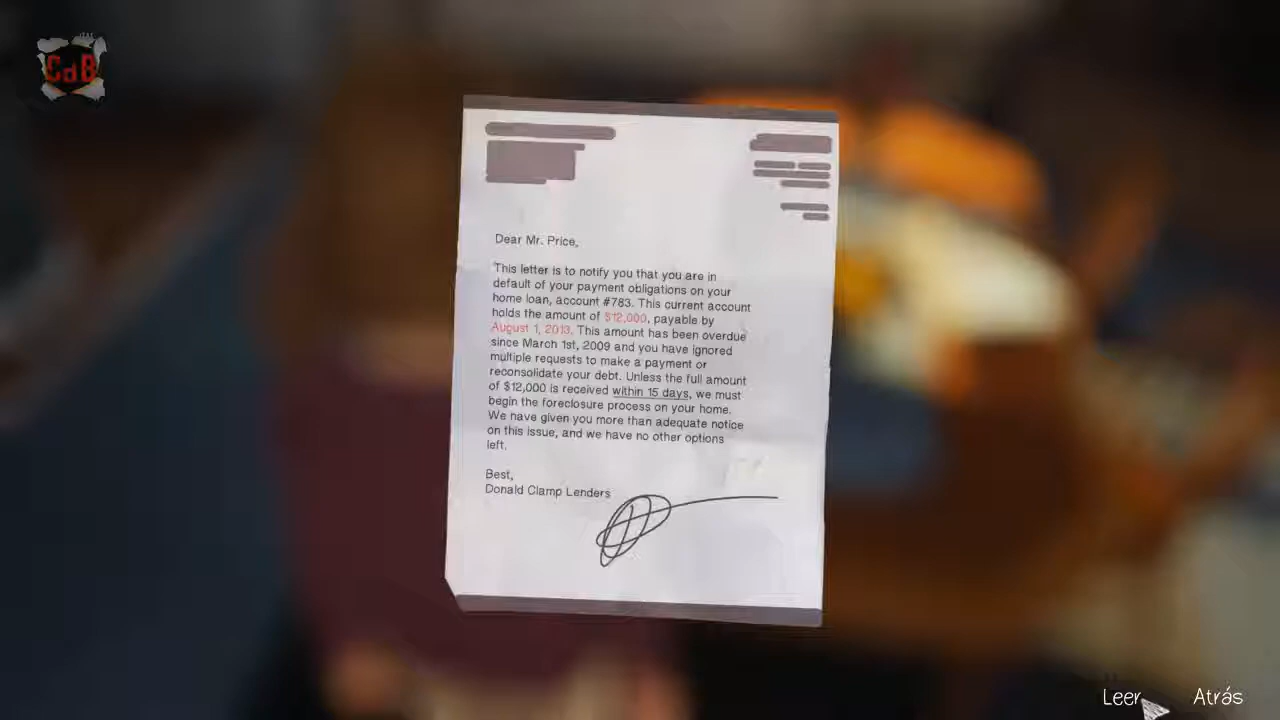 CdB
Dear Mr. Price,
This letter is to notify you that you are in
default of your payment obligations on your
home loan, account #783. This current account
holds the amount of $12,000, payable by
August 1, 2013. This amount has been overdue
since March 1st, 2009 and you have ignored
multiple requests to make a payment or
reconsolidate your debt. Unless the full amount
of $12,000 is received within 15 days, we must
begin the foreclosure process on your home.
We have given you more than adequate notice
on this issue, and we have no other options
left.
Best,
Donald Clamp Lenders
Leer
Atrás